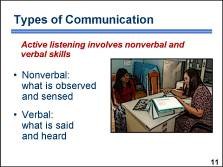 Types of Communication
Active listening involves nonverbal and
verbal skills
• Nonverbal:
what is observed
and sensed
• Verbal:
what is said
and heard
11